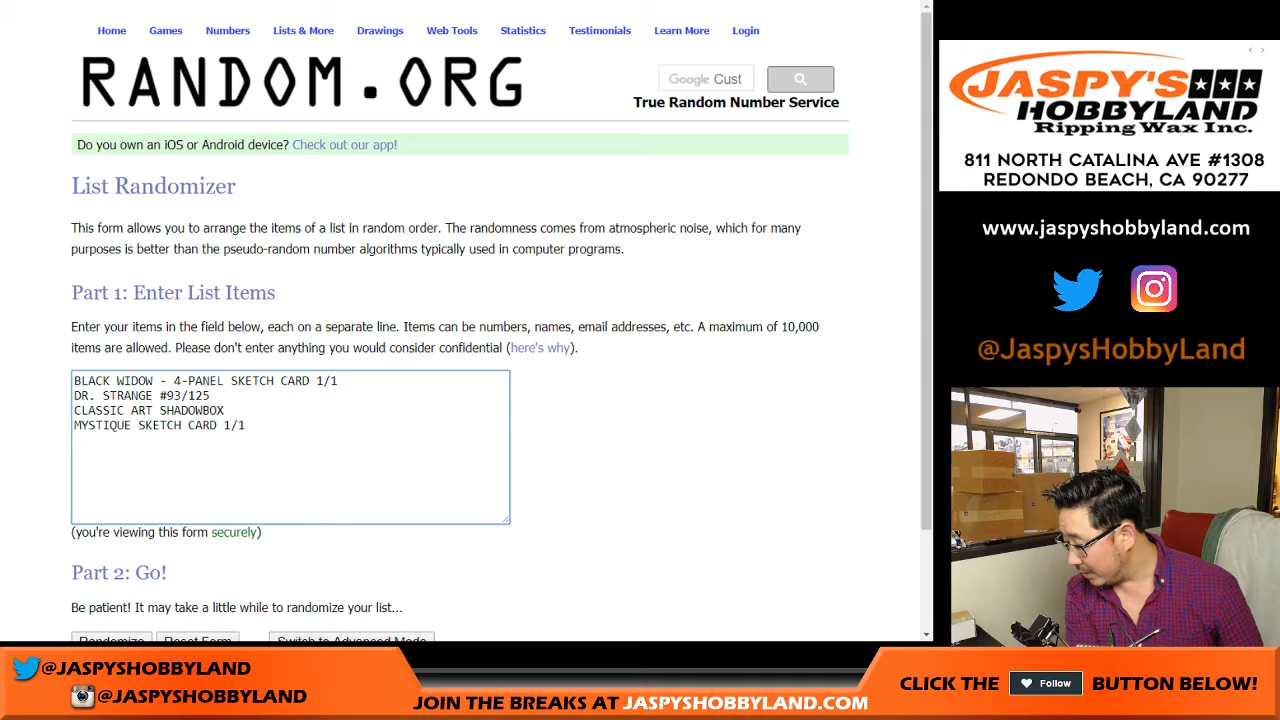 Home Games Numbers Lists & More Drawings Web Tools Statistics Testimonials Learn More Login
RANDOM.ORG
Google Cust
True Random Number Service
Do you own an iOS or Android device? Check out our app!
List Randomizer
This form allows you to arrange the items of a list in random order. The randomness comes from atmospheric noise, which for many
purposes is better than the pseudo-random number algorithms typically used in computer programs.
Part 1: Enter List Items
Enter your items in the field below, each on a separate line. Items can be numbers, names, email addresses, etc. A maximum of 10,000
items are allowed. Please don't enter anything you would consider confidential (here's why).
BLACK WIDOW - 4-PANEL SKETCH CARD 1/1
DR. STRANGE #93/125
CLASSIC ART SHADOWBOX
MYSTIQUE SKETCH CARD 1/1
(you're viewing this form securely)
Part 2: Go!
Be patient! It may take a little while to randomize your list...
Randomize Reset Form Switch to Advanced Mode
JASPY'S
HOBBYLAND
Ripping Wax Inc.
811 NORTH CATALINA AVE #1308
REDONDO BEACH, CA 90277
www.jaspyshobbyland.com
@JaspysHobbyLand
@JASPYSHOBBYLAND
@JASPYSHOBBYLAND
JOIN THE BREAKS AT JASPYSHOBBYLAND.COM
CLICK THE Follow BUTTON BELOW!